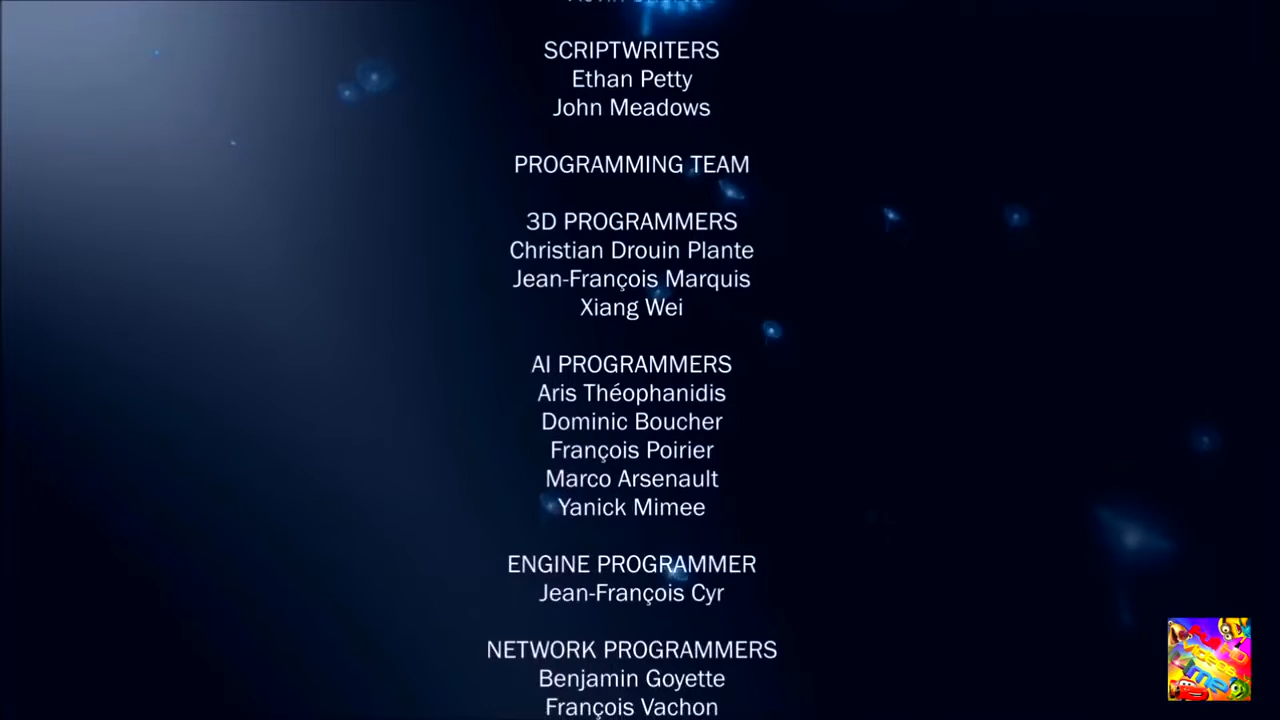 SCRIPTWRITERS
Ethan Petty
John Meadows
PROGRAMMING TEAM
3D PROGRAMMERS
Christian Drouin Plante
Jean-François Marquis
Xiang Wei
AI PROGRAMMERS
Aris Théophanidis
Dominic Boucher
François Poirier
Marco Arsenault
Yanick Mimee
ENGINE PROGRAMMER
Jean-François Cyr
NETWORK PROGRAMMERS
Benjamin Goyette
François Vachon